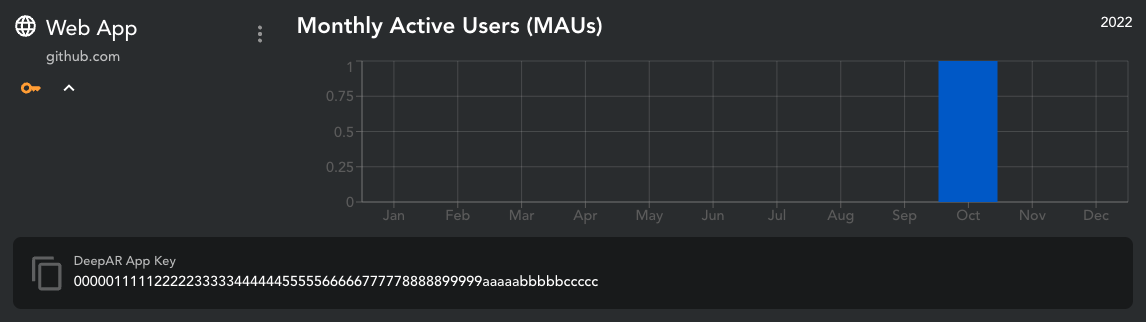 Web App
github.com
Monthly Active Users (MAUs)
2022
1
0.75
0.5
0.25
0
Jan Feb Mar Apr May Jun Jul Aug Sep Oct Nov Dec
DeepAR App Key
000001111122222333334444445555566666777778888899999aaaaabbbbbccccc